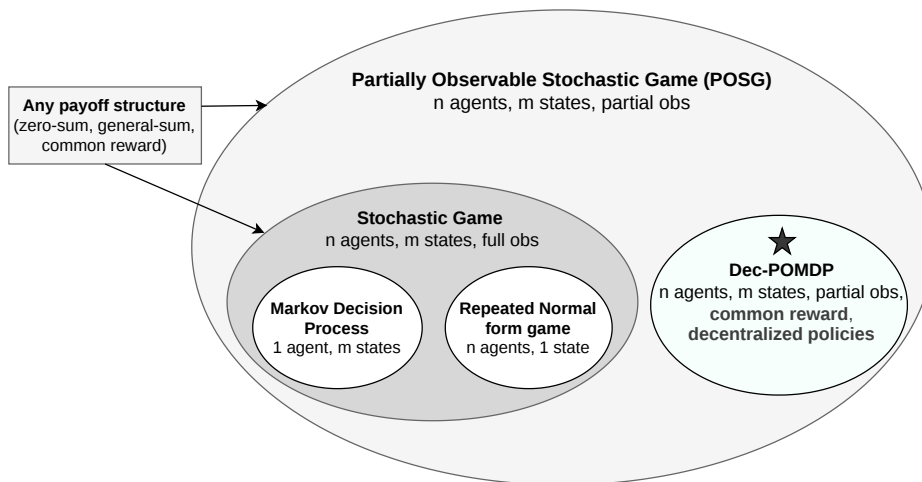 Partially Observable Stochastic Game (POSG)
n agents, m states, partial obs
Any payoff structure
(zero-sum, general-sum,
common reward)
Stochastic Game
n agents, m states, full obs
Markov Decision
Process
1 agent, m states
Repeated Normal
form game
n agents, 1 state
Dec-POMDP
n agents, m states, partial obs,
common reward,
decentralized policies